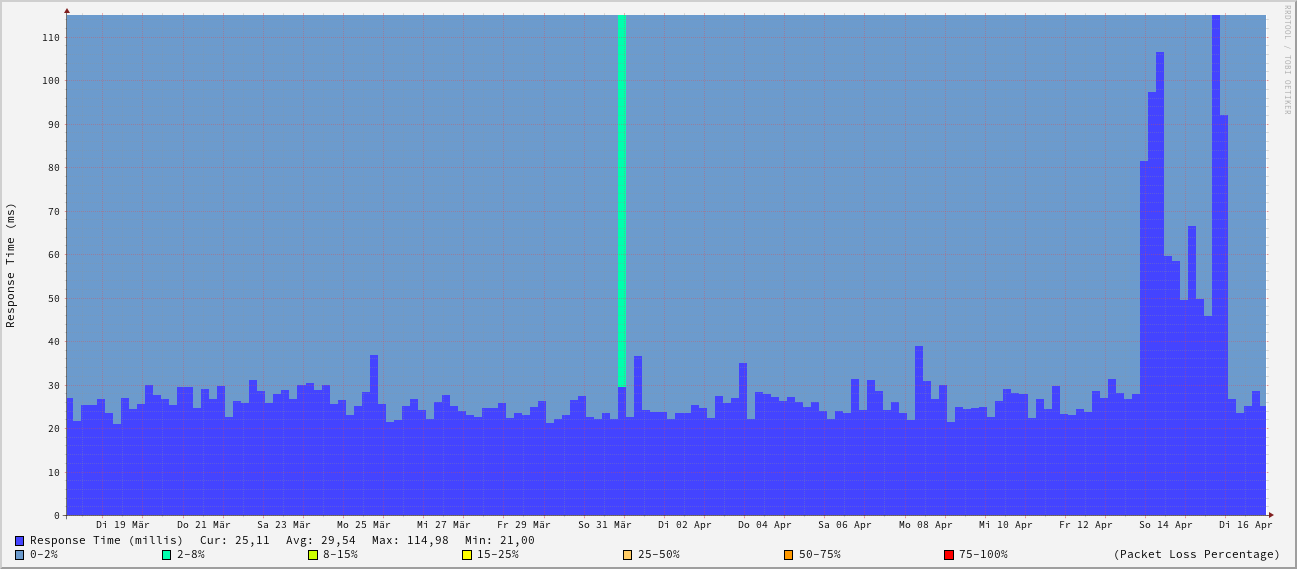 RRDTOOL / TOBI OETIKER
Response Time (ms)
110
100
90
80
70
60
50
40
30
20
10
0
Di 19 Mär Do 21 Mär Sa 23 Mär Mo 25 Mär Mi 27 Mär Fr 29 Mär So 31 Mär Di 02 Apr Do 04 Apr Sa 06 Apr Mo 08 Apr Mi 10 Apr Fr 12 Apr So 14 Apr Di 16 Apr
Response Time (millis) Cur: 25,11 Avg: 29,54 Max: 114,98 Min: 21,00
0-2% 2-8% 8-15% 15-25% 25-50% 50-75% 75-100% (Packet Loss Percentage)